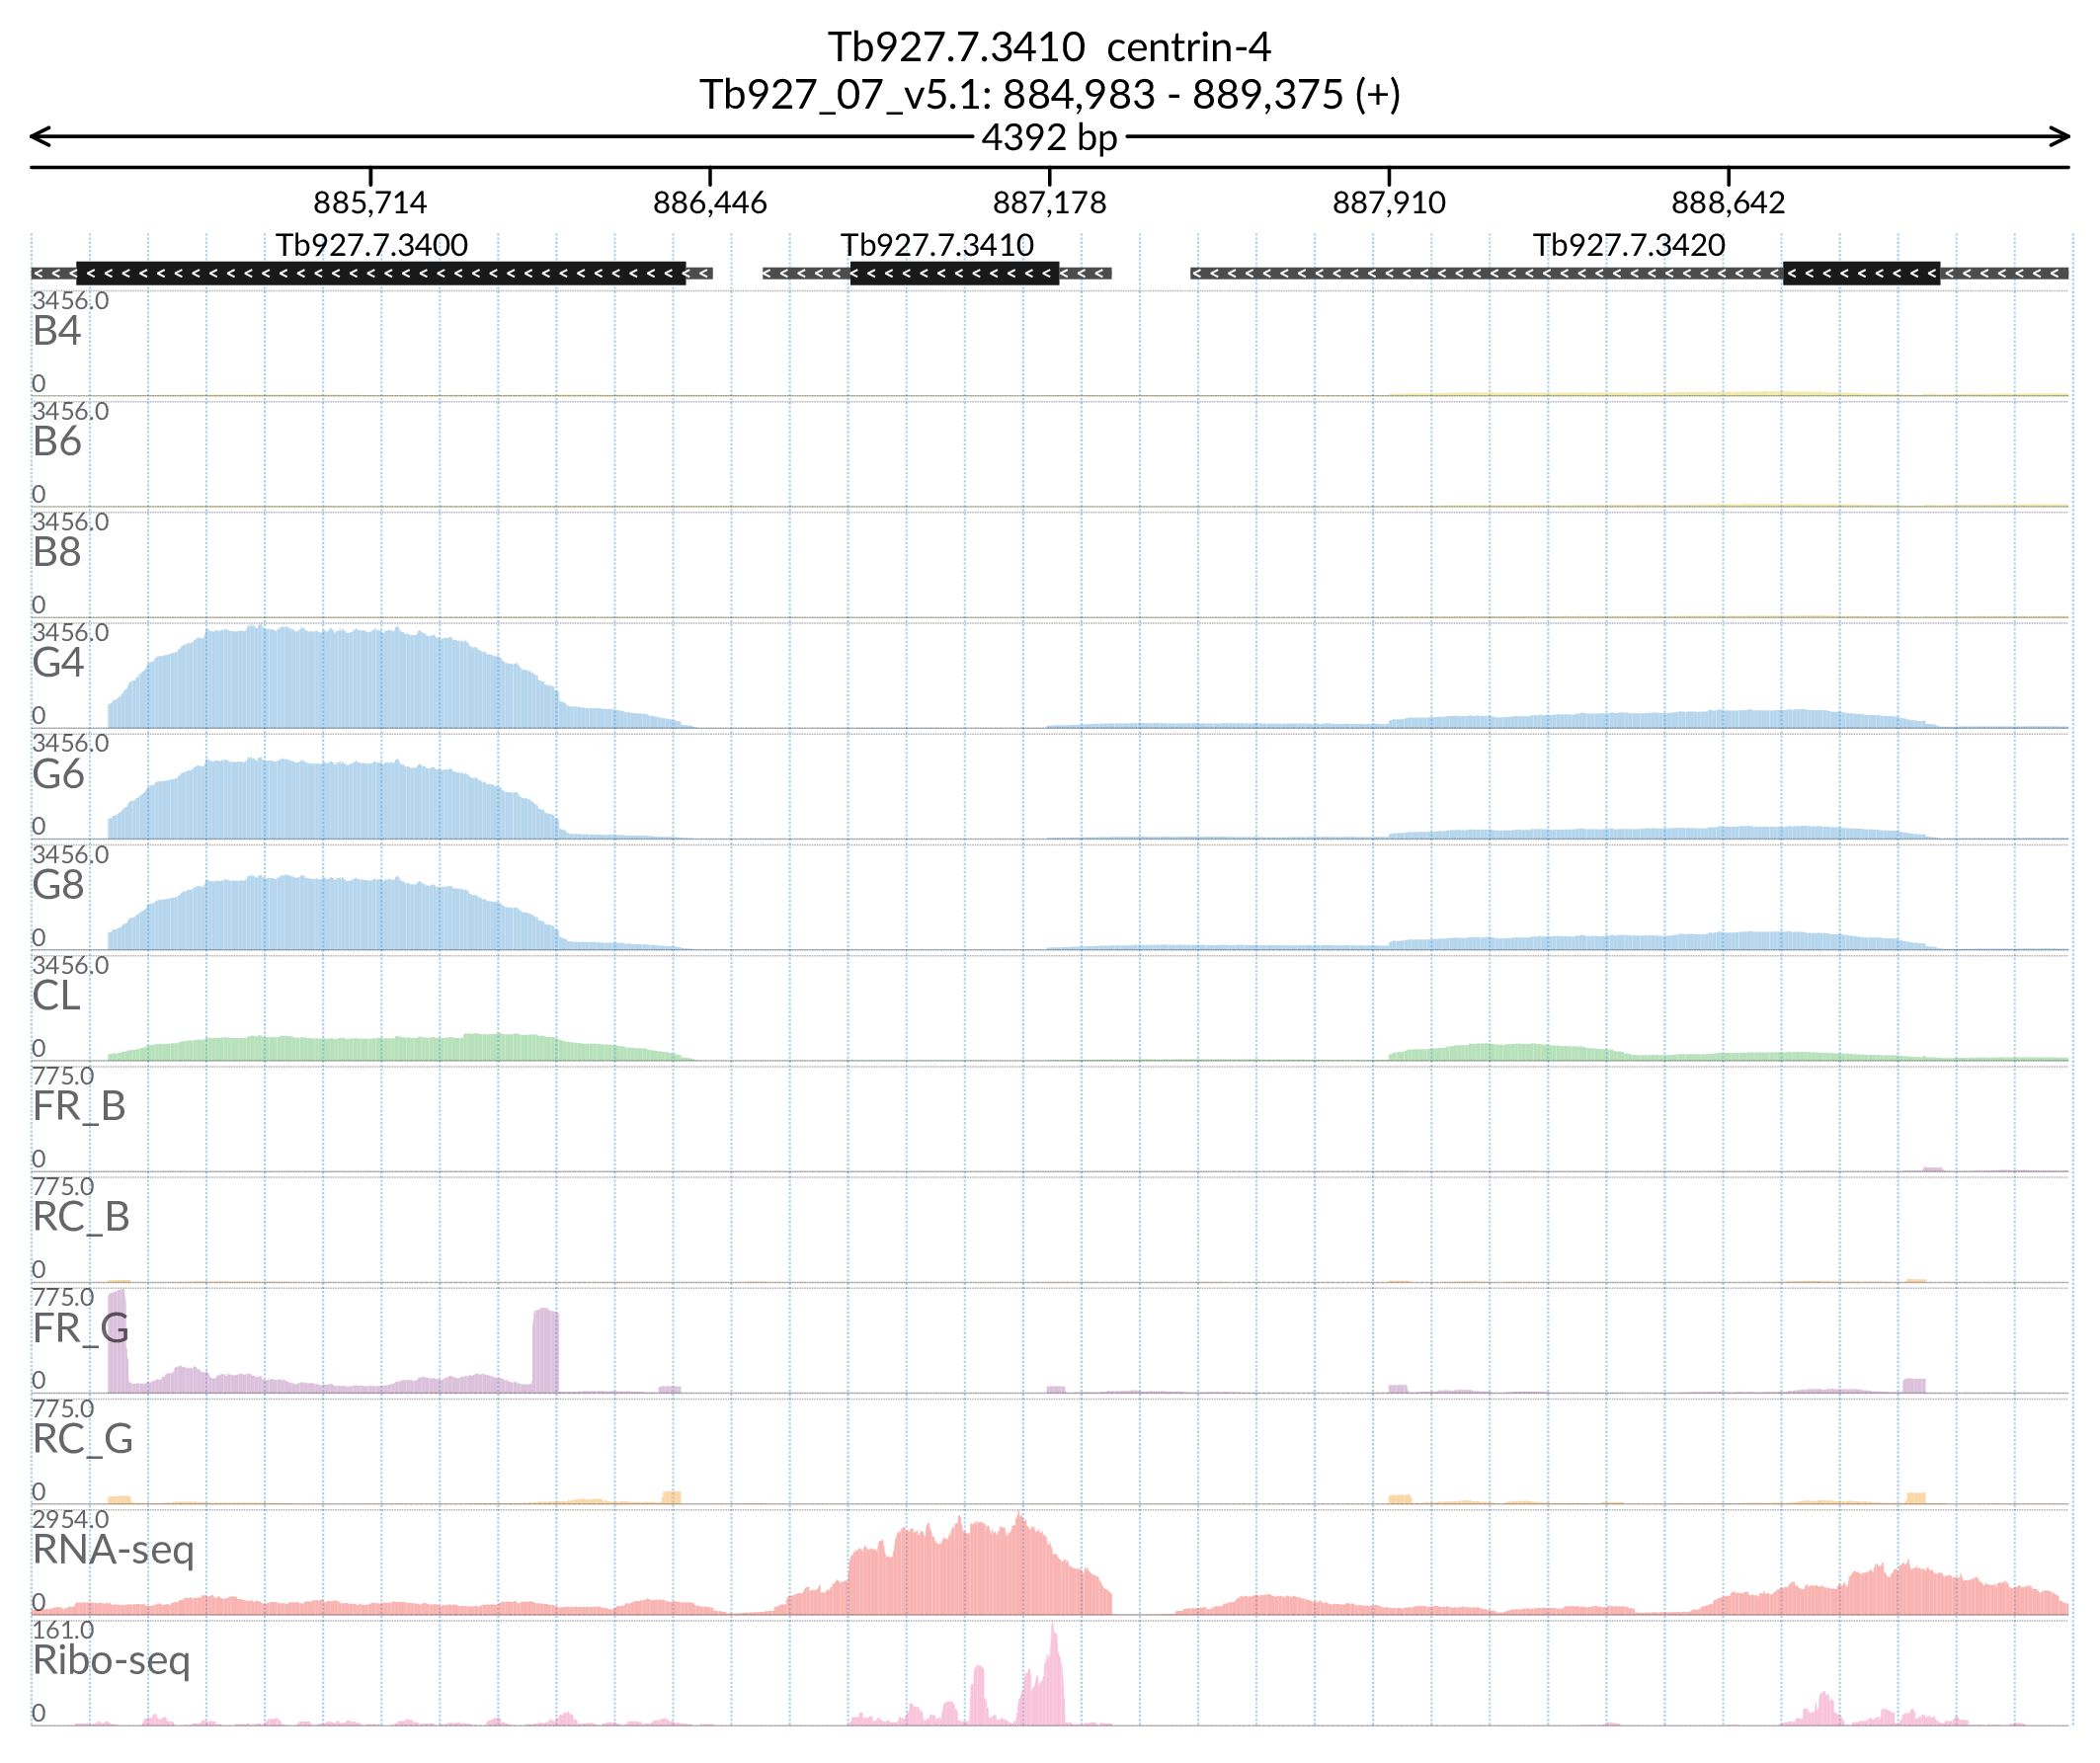 Tb927.7.3410 centrin-4
Tb927_07_v5.1: 884,983 - 889,375 (+)
4392 bp
885,714 886,446 887,178 887,910 888,642
Tb927.7.3400 Tb927.7.3410 Tb927.7.3420
3456.0
B4
0
3456.0
B6
0
3456.0
B8
0
3456.0
G4
0
3456.0
G6
0
3456.0
G8
0
3456.0
CL
0
775.0
FR_B
0
775.0
RC_B
0
775.0
FR_G
0
775.0
RC_G
0
2954.0
RNA-seq
0
161.0
Ribo-seq
0